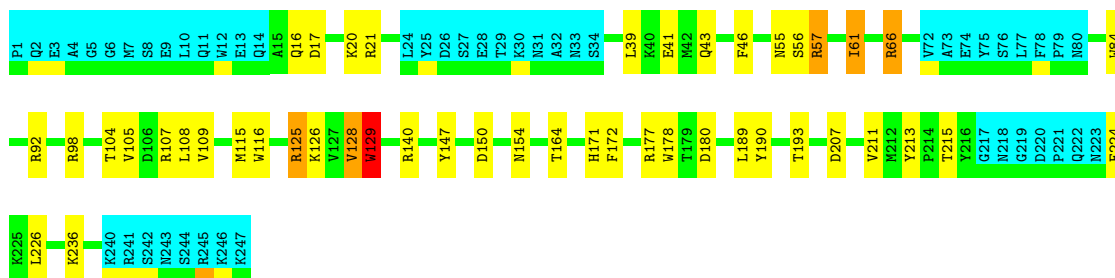 P1 Q2 E3 A4 G5 G6 M7 S8 E9 L10 Q11 W12 E13 Q14 A15 Q16 D17 K20 R21 L24 Y25 D26 S27 E28 T29 K30 N31 A32 N33 S34 L39 K40 E41 M42 Q43 F46 N55 S56 R57 I61 R66 V72 A73 E74 Y75 S76 L77 F78 P79 N80
R92 R98 T104 V105 D106 R107 L108 V109 M115 W116 R125 K126 V127 V128 W129 R140 Y147 D150 N154 T164 H171 F172 R177 W178 T179 D180 L189 Y190 T193 D207 V211 M212 Y213 P214 T215 Y216 G217 N218 G219 D220 P221 Q222 N223
K225 L226 K236 K240 R241 S242 N243 S244 R245 K246 K247